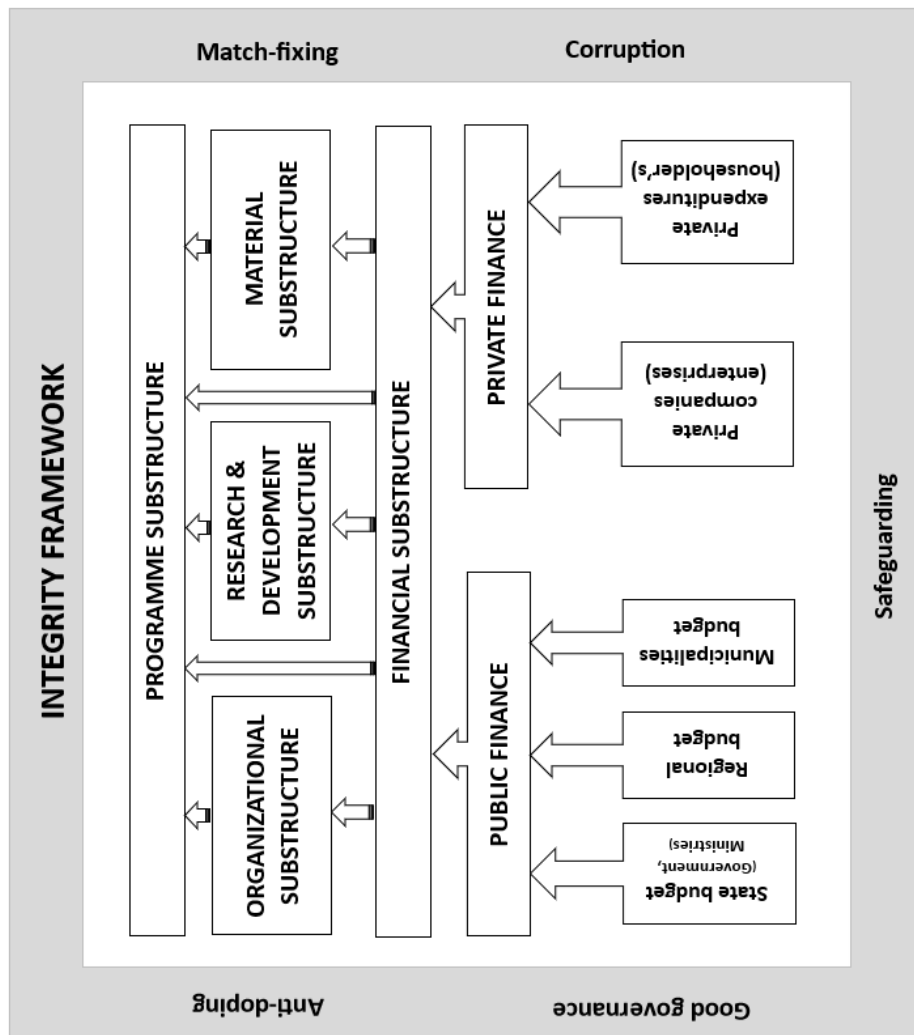 INTEGRITY FRAMEWORK
Match-fixing
Corruption
Anti-doping
Good governance
Safeguarding
PROGRAMME SUBSTRUCTURE
ORGANIZATIONAL
SUBSTRUCTURE
RESEARCH &
DEVELOPMENT
SUBSTRUCTURE
MATERIAL
SUBSTRUCTURE
FINANCIAL SUBSTRUCTURE
PUBLIC FINANCE
PRIVATE FINANCE
State budget
(Government,
Ministries)
Regional
budget
Municipalities
budget
Private
companies
(enterprises)
Private
expenditures
(householder's)